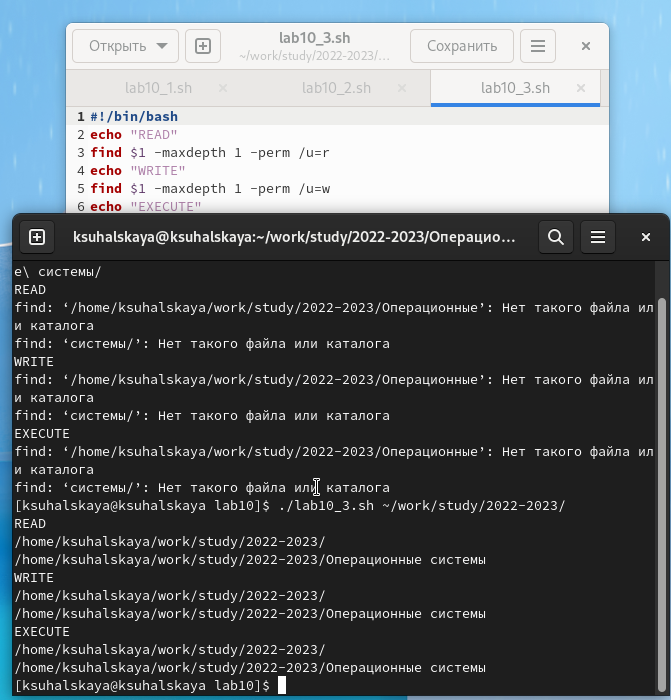 Открыть
lab10_3.sh
~/work/study/2022-2023/…
Сохранить
lab10_1.sh
lab10_2.sh
lab10_3.sh
1 #!/bin/bash
2 echo "READ"
3 find $1 -maxdepth 1 -perm /u=r
4 echo "WRITE"
5 find $1 -maxdepth 1 -perm /u=w
6 echo "EXECUTE"
ksuhalskaya@ksuhalskaya:~/work/study/2022-2023/Операцио…
е\ системы/
READ
find: ‘/home/ksuhalskaya/work/study/2022-2023/Операционные’: Нет такого файла ил
и каталога
find: ‘системы/’: Нет такого файла или каталога
WRITE
find: ‘/home/ksuhalskaya/work/study/2022-2023/Операционные’: Нет такого файла ил
и каталога
find: ‘системы/’: Нет такого файла или каталога
EXECUTE
find: ‘/home/ksuhalskaya/work/study/2022-2023/Операционные’: Нет такого файла ил
и каталога
find: ‘системы/’: Нет такого файла или каталога
[ksuhalskaya@ksuhalskaya lab10]$ ./lab10_3.sh ~/work/study/2022-2023/
READ
/home/ksuhalskaya/work/study/2022-2023/
/home/ksuhalskaya/work/study/2022-2023/Операционные системы
WRITE
/home/ksuhalskaya/work/study/2022-2023/
/home/ksuhalskaya/work/study/2022-2023/Операционные системы
EXECUTE
/home/ksuhalskaya/work/study/2022-2023/
/home/ksuhalskaya/work/study/2022-2023/Операционные системы
[ksuhalskaya@ksuhalskaya lab10]$